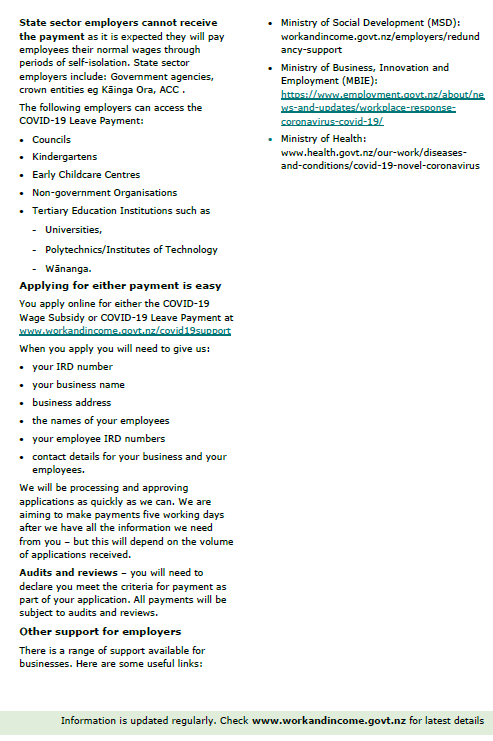 State sector employers cannot receive
the payment as it is expected they will pay
employees their normal wages through
periods of self-isolation. State sector
employers include: Government agencies,
crown entities eg Kāinga Ora, ACC .
The following employers can access the
COVID-19 Leave Payment:
• Councils
• Kindergartens
• Early Childcare Centres
• Non-government Organisations
• Tertiary Education Institutions such as
- Universities,
- Polytechnics/Institutes of Technology
- Wānanga.
Applying for either payment is easy
You apply online for either the COVID-19
Wage Subsidy or COVID-19 Leave Payment at
www.workandincome.govt.nz/covid19support
When you apply you will need to give us:
• your IRD number
• your business name
• business address
• the names of your employees
• your employee IRD numbers
• contact details for your business and your
employees.
We will be processing and approving
applications as quickly as we can. We are
aiming to make payments five working days
after we have all the information we need
from you – but this will depend on the volume
of applications received.
Audits and reviews – you will need to
declare you meet the criteria for payment as
part of your application. All payments will be
subject to audits and reviews.
Other support for employers
There is a range of support available for
businesses. Here are some useful links:
• Ministry of Social Development (MSD):
workandincome.govt.nz/employers/redund
ancy-support
• Ministry of Business, Innovation and
Employment (MBIE):
https://www.employment.govt.nz/about/ne
ws-and-updates/workplace-response-
coronavirus-covid-19/
• Ministry of Health:
www.health.govt.nz/our-work/diseases-
and-conditions/covid-19-novel-coronavirus
Information is updated regularly. Check www.workandincome.govt.nz for latest details